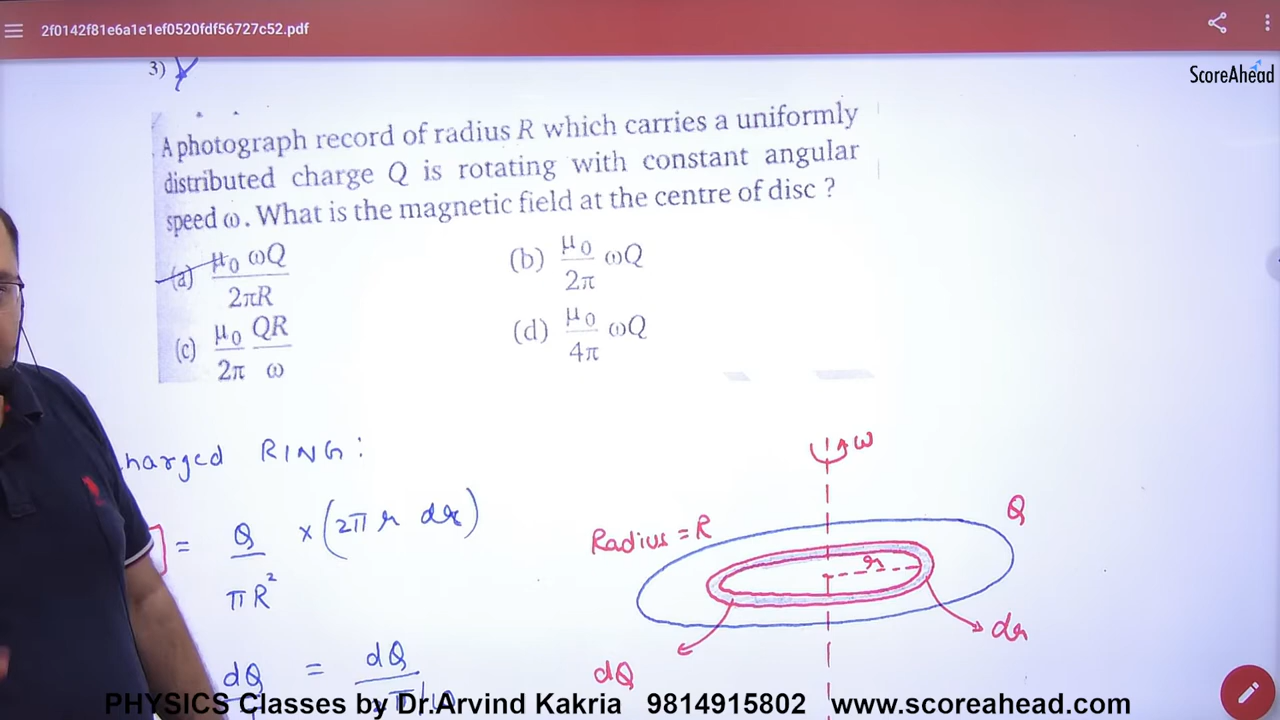 2f0142f81e6a1e1ef0520fdf56727c52.pdf
ScoreAhead
3)
A photograph record of radius R which carries a uniformly
distributed charge Q is rotating with constant angular
speed ω. What is the magnetic field at the centre of disc ?
(a) μ₀ ωQ / 2πR
(b) μ₀ / 2π ωQ
(c) μ₀ / 2π QR / ω
(d) μ₀ / 4π ωQ
harged RING:
= Q / πR² × (2π r dr)
dQ = dQ
ω
Radius = R
Q
r
dr
dQ
PHYSICS Classes by Dr.Arvind Kakria 9814915802 www.scoreahead.com